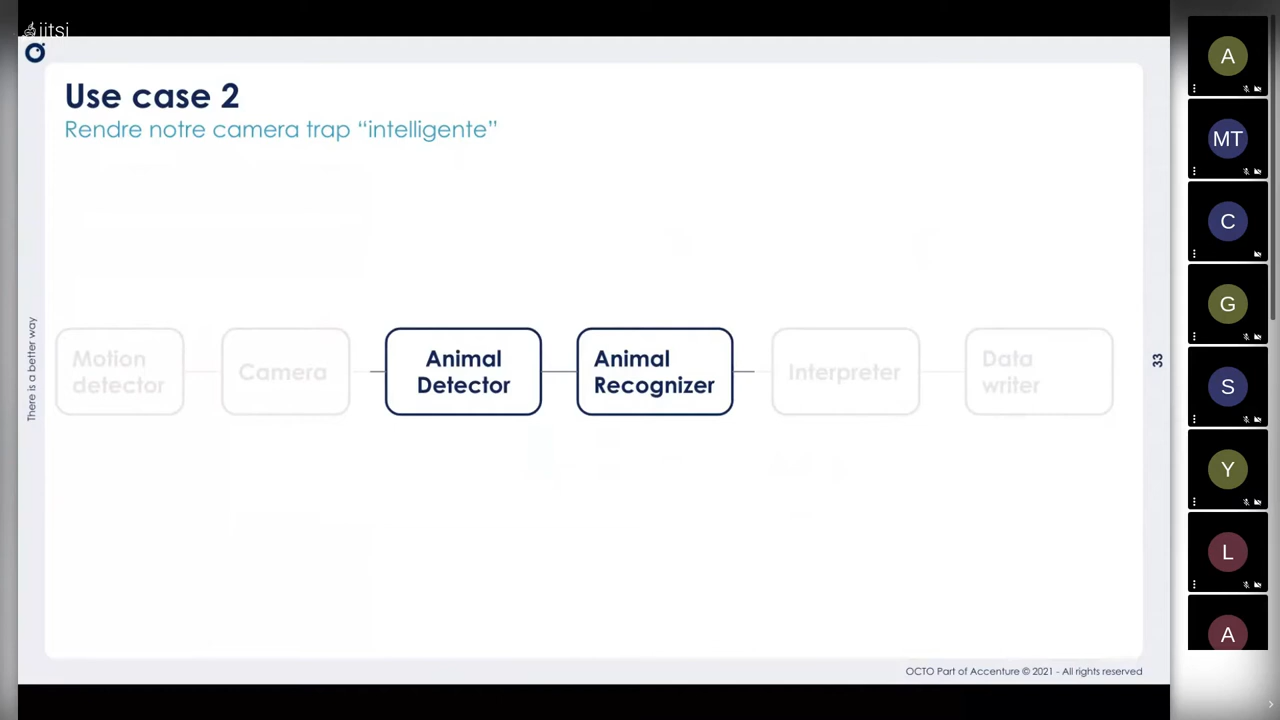 jitsi
Use case 2
Rendre notre camera trap “intelligente”
There is a better way
Motion
detector
Camera
Animal
Detector
Animal
Recognizer
Interpreter
Data
writer
33
OCTO Part of Accenture © 2021 - All rights reserved
A
MT
C
G
S
Y
L
A